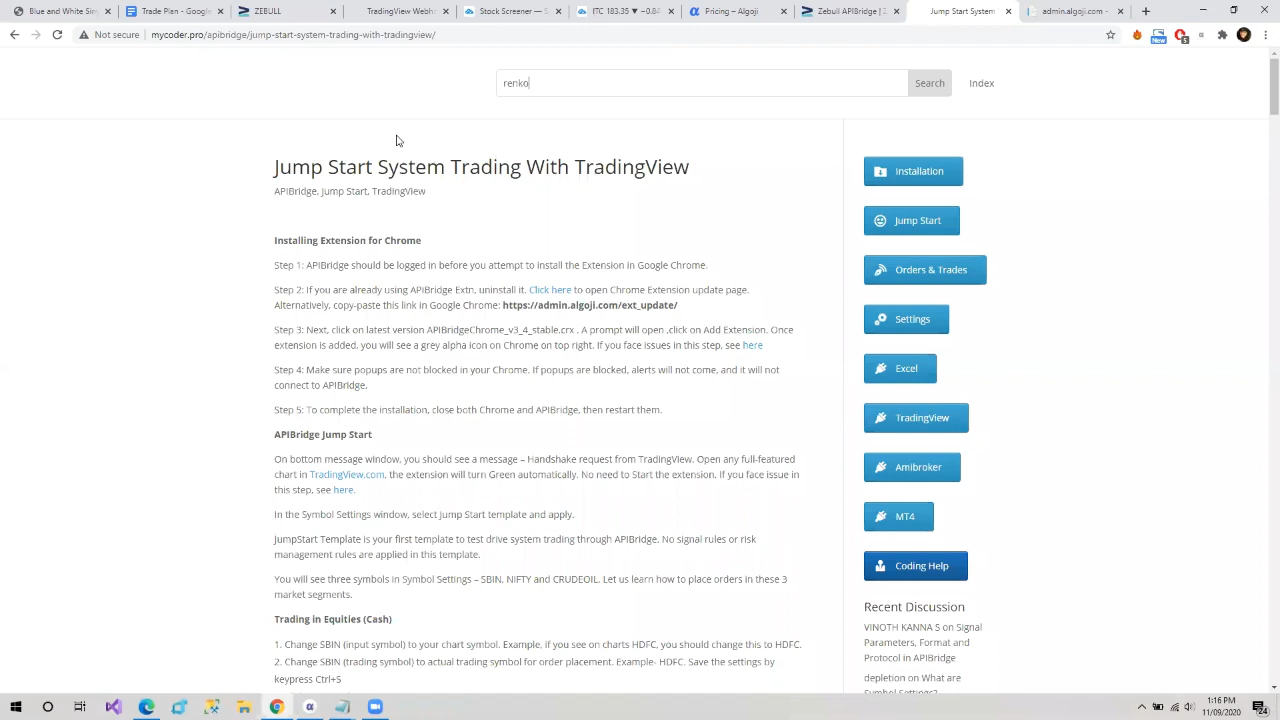 Blue and White Sin
Trade Plan - Google
ZEBULL
TradingView Webh
Stock Screener — S
ITC 183.35 ▼ −0.84
Pricing – Algoji
Zebull APIBridge | Z
Jump Start System
admin.algoji.com -
Not secure | mycoder.pro/apibridge/jump-start-system-trading-with-tradingview/
New
5
renko
Search
Index
Jump Start System Trading With TradingView
APIBridge, Jump Start, TradingView
Installing Extension for Chrome
Step 1: APIBridge should be logged in before you attempt to install the Extension in Google Chrome.
Step 2: If you are already using APIBridge Extn, uninstall it. Click here to open Chrome Extension update page.
Alternatively, copy-paste this link in Google Chrome: https://admin.algoji.com/ext_update/
Step 3: Next, click on latest version APIBridgeChrome_v3_4_stable.crx . A prompt will open .click on Add Extension. Once
extension is added, you will see a grey alpha icon on Chrome on top right. If you face issues in this step, see here
Step 4: Make sure popups are not blocked in your Chrome. If popups are blocked, alerts will not come, and it will not
connect to APIBridge.
Step 5: To complete the installation, close both Chrome and APIBridge, then restart them.
APIBridge Jump Start
On bottom message window, you should see a message – Handshake request from TradingView. Open any full-featured
chart in TradingView.com, the extension will turn Green automatically. No need to Start the extension. If you face issue in
this step, see here.
In the Symbol Settings window, select Jump Start template and apply.
JumpStart Template is your first template to test drive system trading through APIBridge. No signal rules or risk
management rules are applied in this template.
You will see three symbols in Symbol Settings – SBIN, NIFTY and CRUDEOIL. Let us learn how to place orders in these 3
market segments.
Trading in Equities (Cash)
1. Change SBIN (input symbol) to your chart symbol. Example, if you see on charts HDFC, you should change this to HDFC.
2. Change SBIN (trading symbol) to actual trading symbol for order placement. Example- HDFC. Save the settings by
keypress Ctrl+S
Installation
Jump Start
Orders & Trades
Settings
Excel
TradingView
Amibroker
MT4
Coding Help
Recent Discussion
VINOTH KANNA S on Signal
Parameters, Format and
Protocol in APIBridge
depletion on What are
Symbol Settings?
1:16 PM
11/09/2020
24